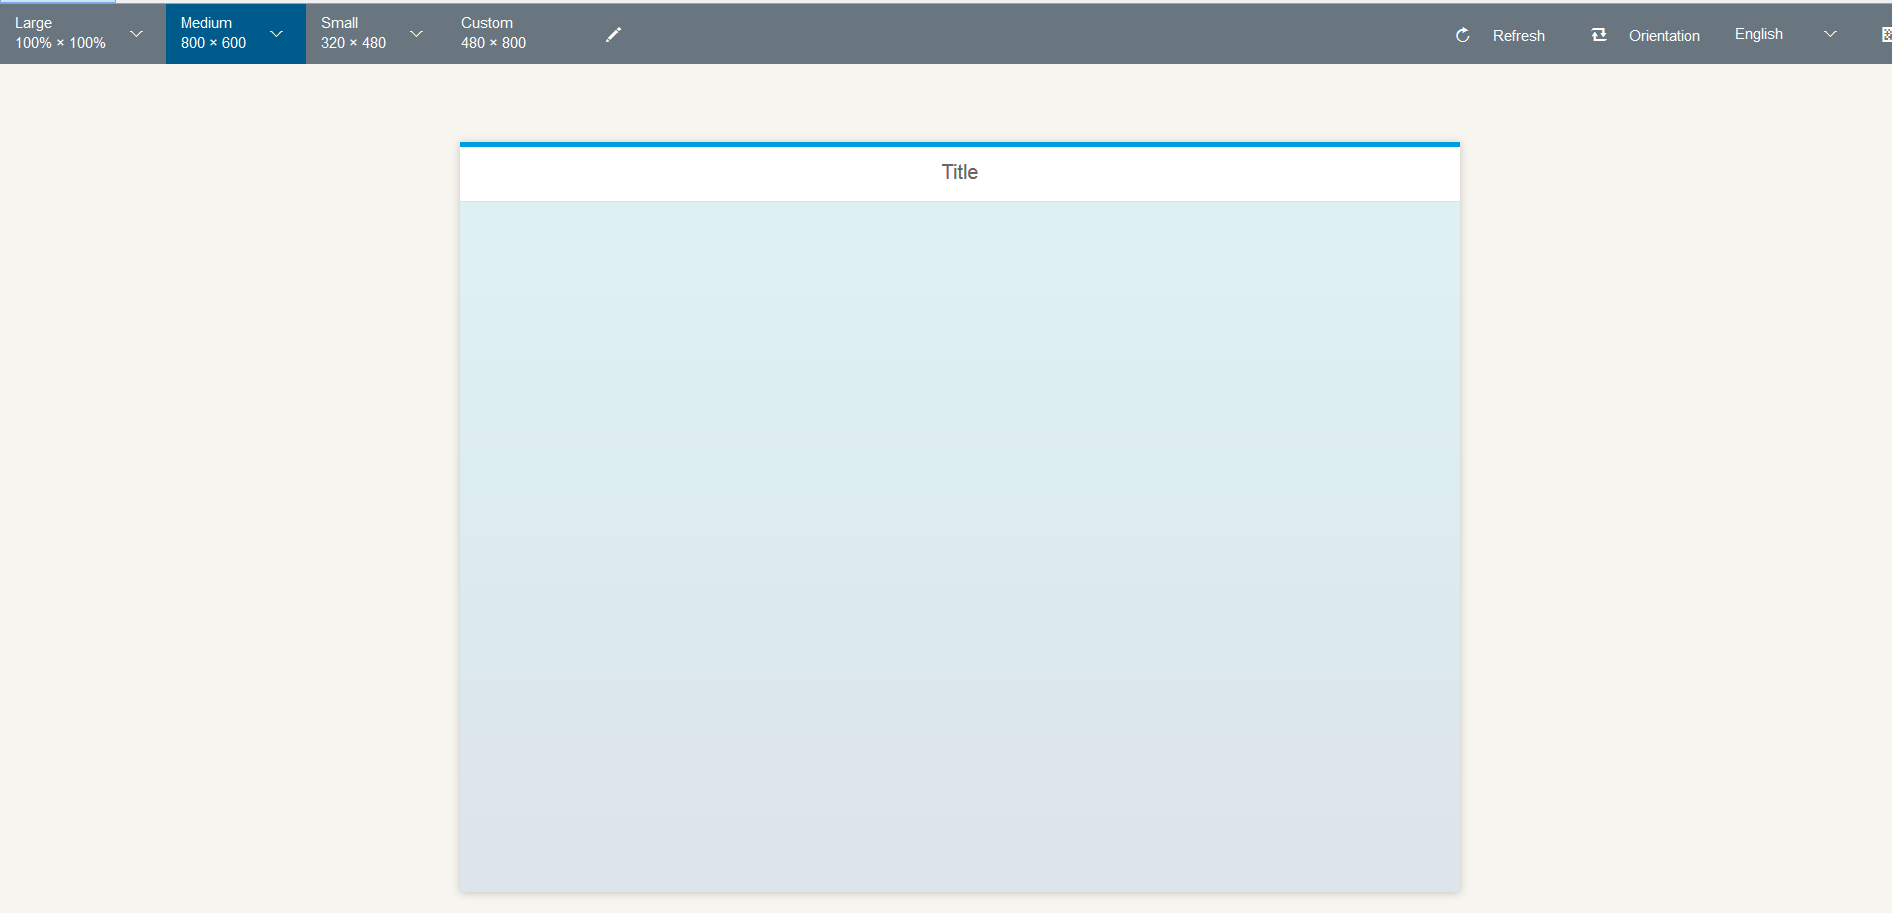 Large
100% × 100%
Medium
800 × 600
Small
320 × 480
Custom
480 × 800
Refresh
Orientation
English
Title